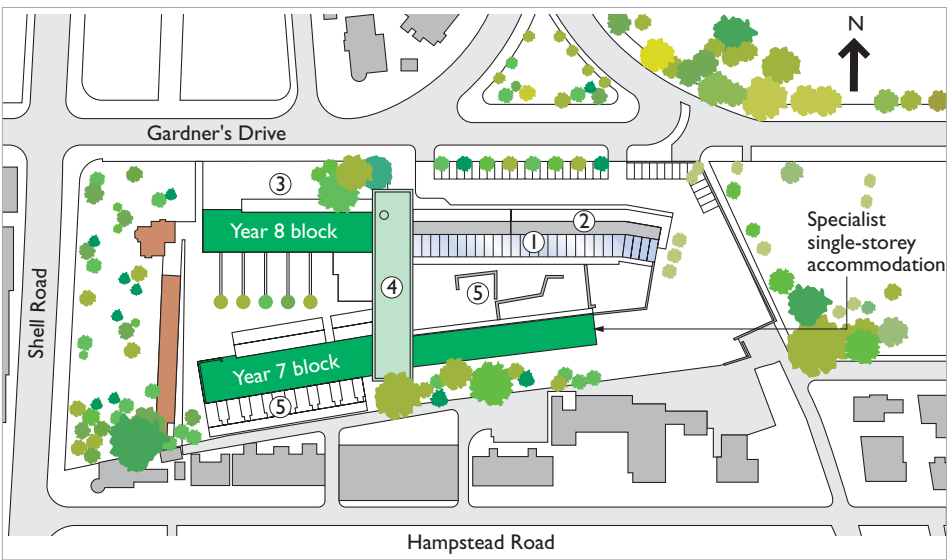 N
Gardner's Drive
3
Year 8 block
2
1
Specialist
single-storey
accommodation
4
5
Shell Road
Year 7 block
5
Hampstead Road